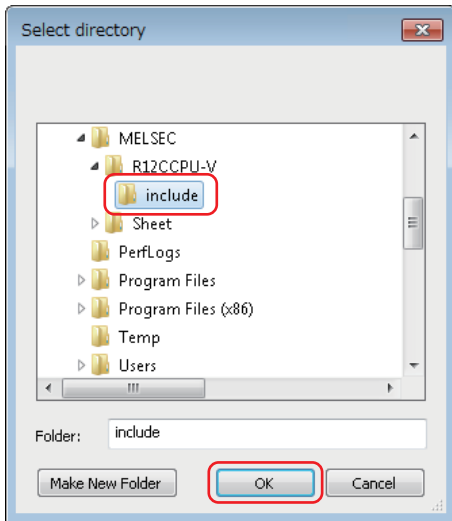 Select directory
MELSEC
R12CCPU-V
include
Sheet
PerfLogs
Program Files
Program Files (x86)
Temp
Users
Folder: include
Make New Folder OK Cancel